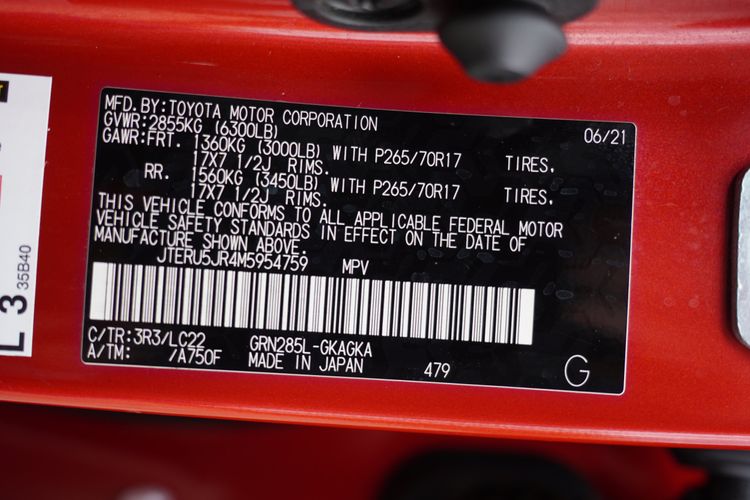 MFD.BY:TOYOTA MOTOR CORPORATION 06/21
GVWR:2855KG (6300LB)
GAWR:FRT. 1360KG (3000LB) WITH P265/70R17 TIRES,
17X7 1/2J RIMS.
RR. 1560KG (3450LB) WITH P265/70R17 TIRES,
17X7 1/2J RIMS.
THIS VEHICLE CONFORMS TO ALL APPLICABLE FEDERAL MOTOR
VEHICLE SAFETY STANDARDS IN EFFECT ON THE DATE OF
MANUFACTURE SHOWN ABOVE.
JTERU5JR4M5954759 MPV
C/TR:3R3/LC22 GRN285L-GKAGKA
A/TM: /A750F MADE IN JAPAN 479
G
L 3
35B40